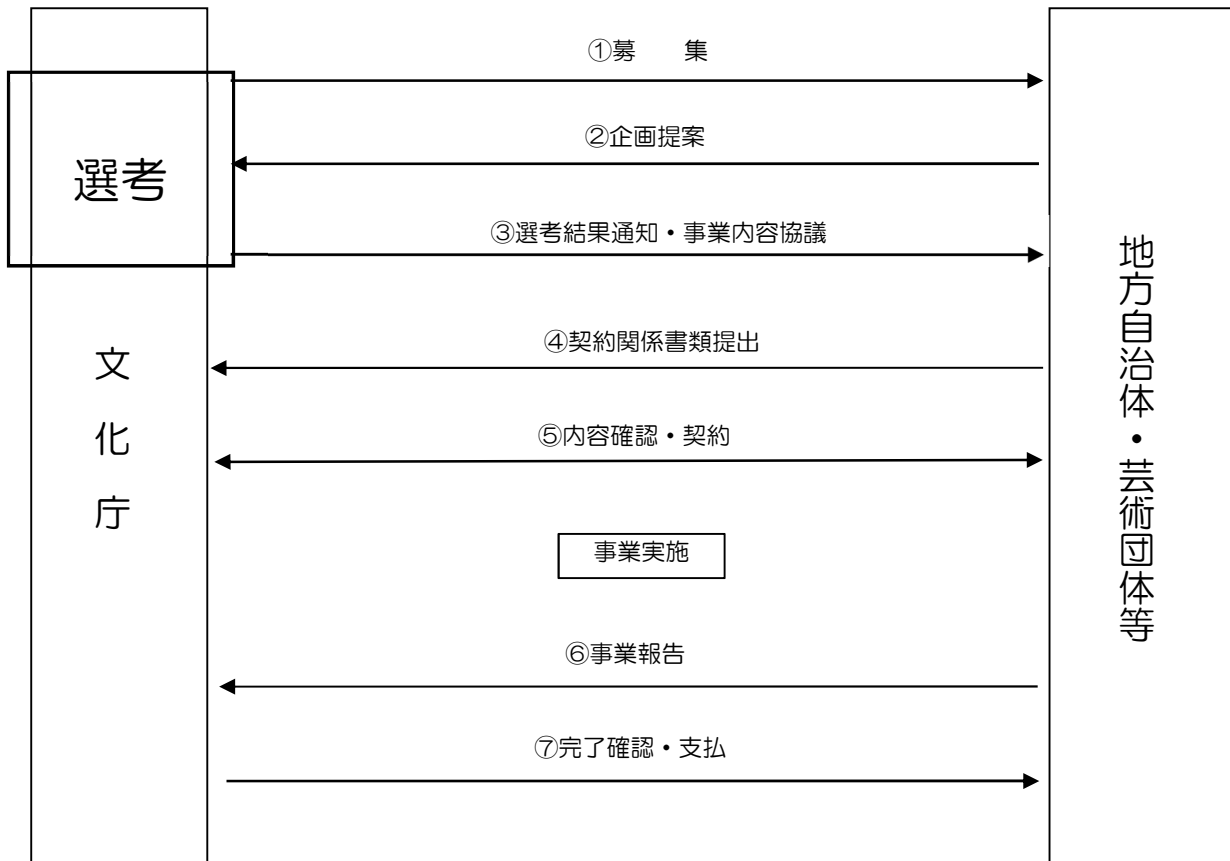 ①募　　集
②企画提案
選考
③選考結果通知・事業内容協議
④契約関係書類提出
文化庁
⑤内容確認・契約
地方自治体・芸術団体等
事業実施
⑥事業報告
⑦完了確認・支払